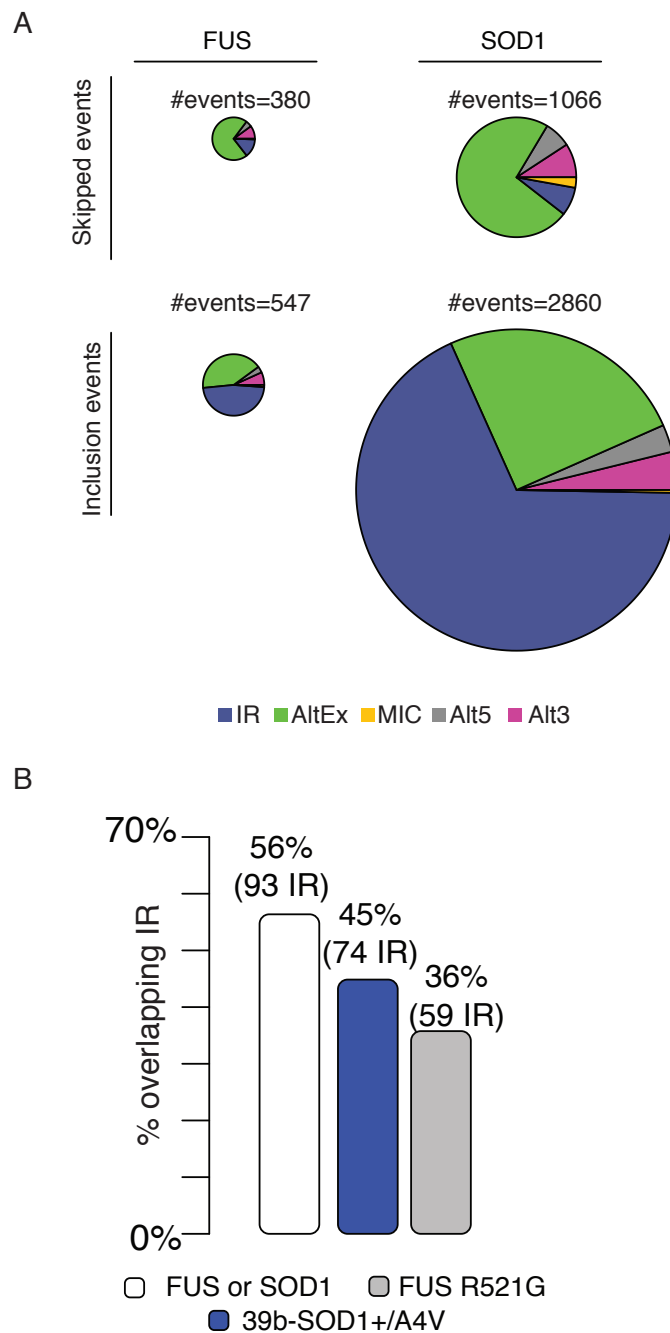 A
FUS SOD1
Skipped events
#events=380 #events=1066
Inclusion events
#events=547 #events=2860
IR AltEx MIC Alt5 Alt3
B
% overlapping IR
70%
0%
56%
(93 IR)
45%
(74 IR)
36%
(59 IR)
FUS or SOD1 FUS R521G
39b-SOD1+/A4V